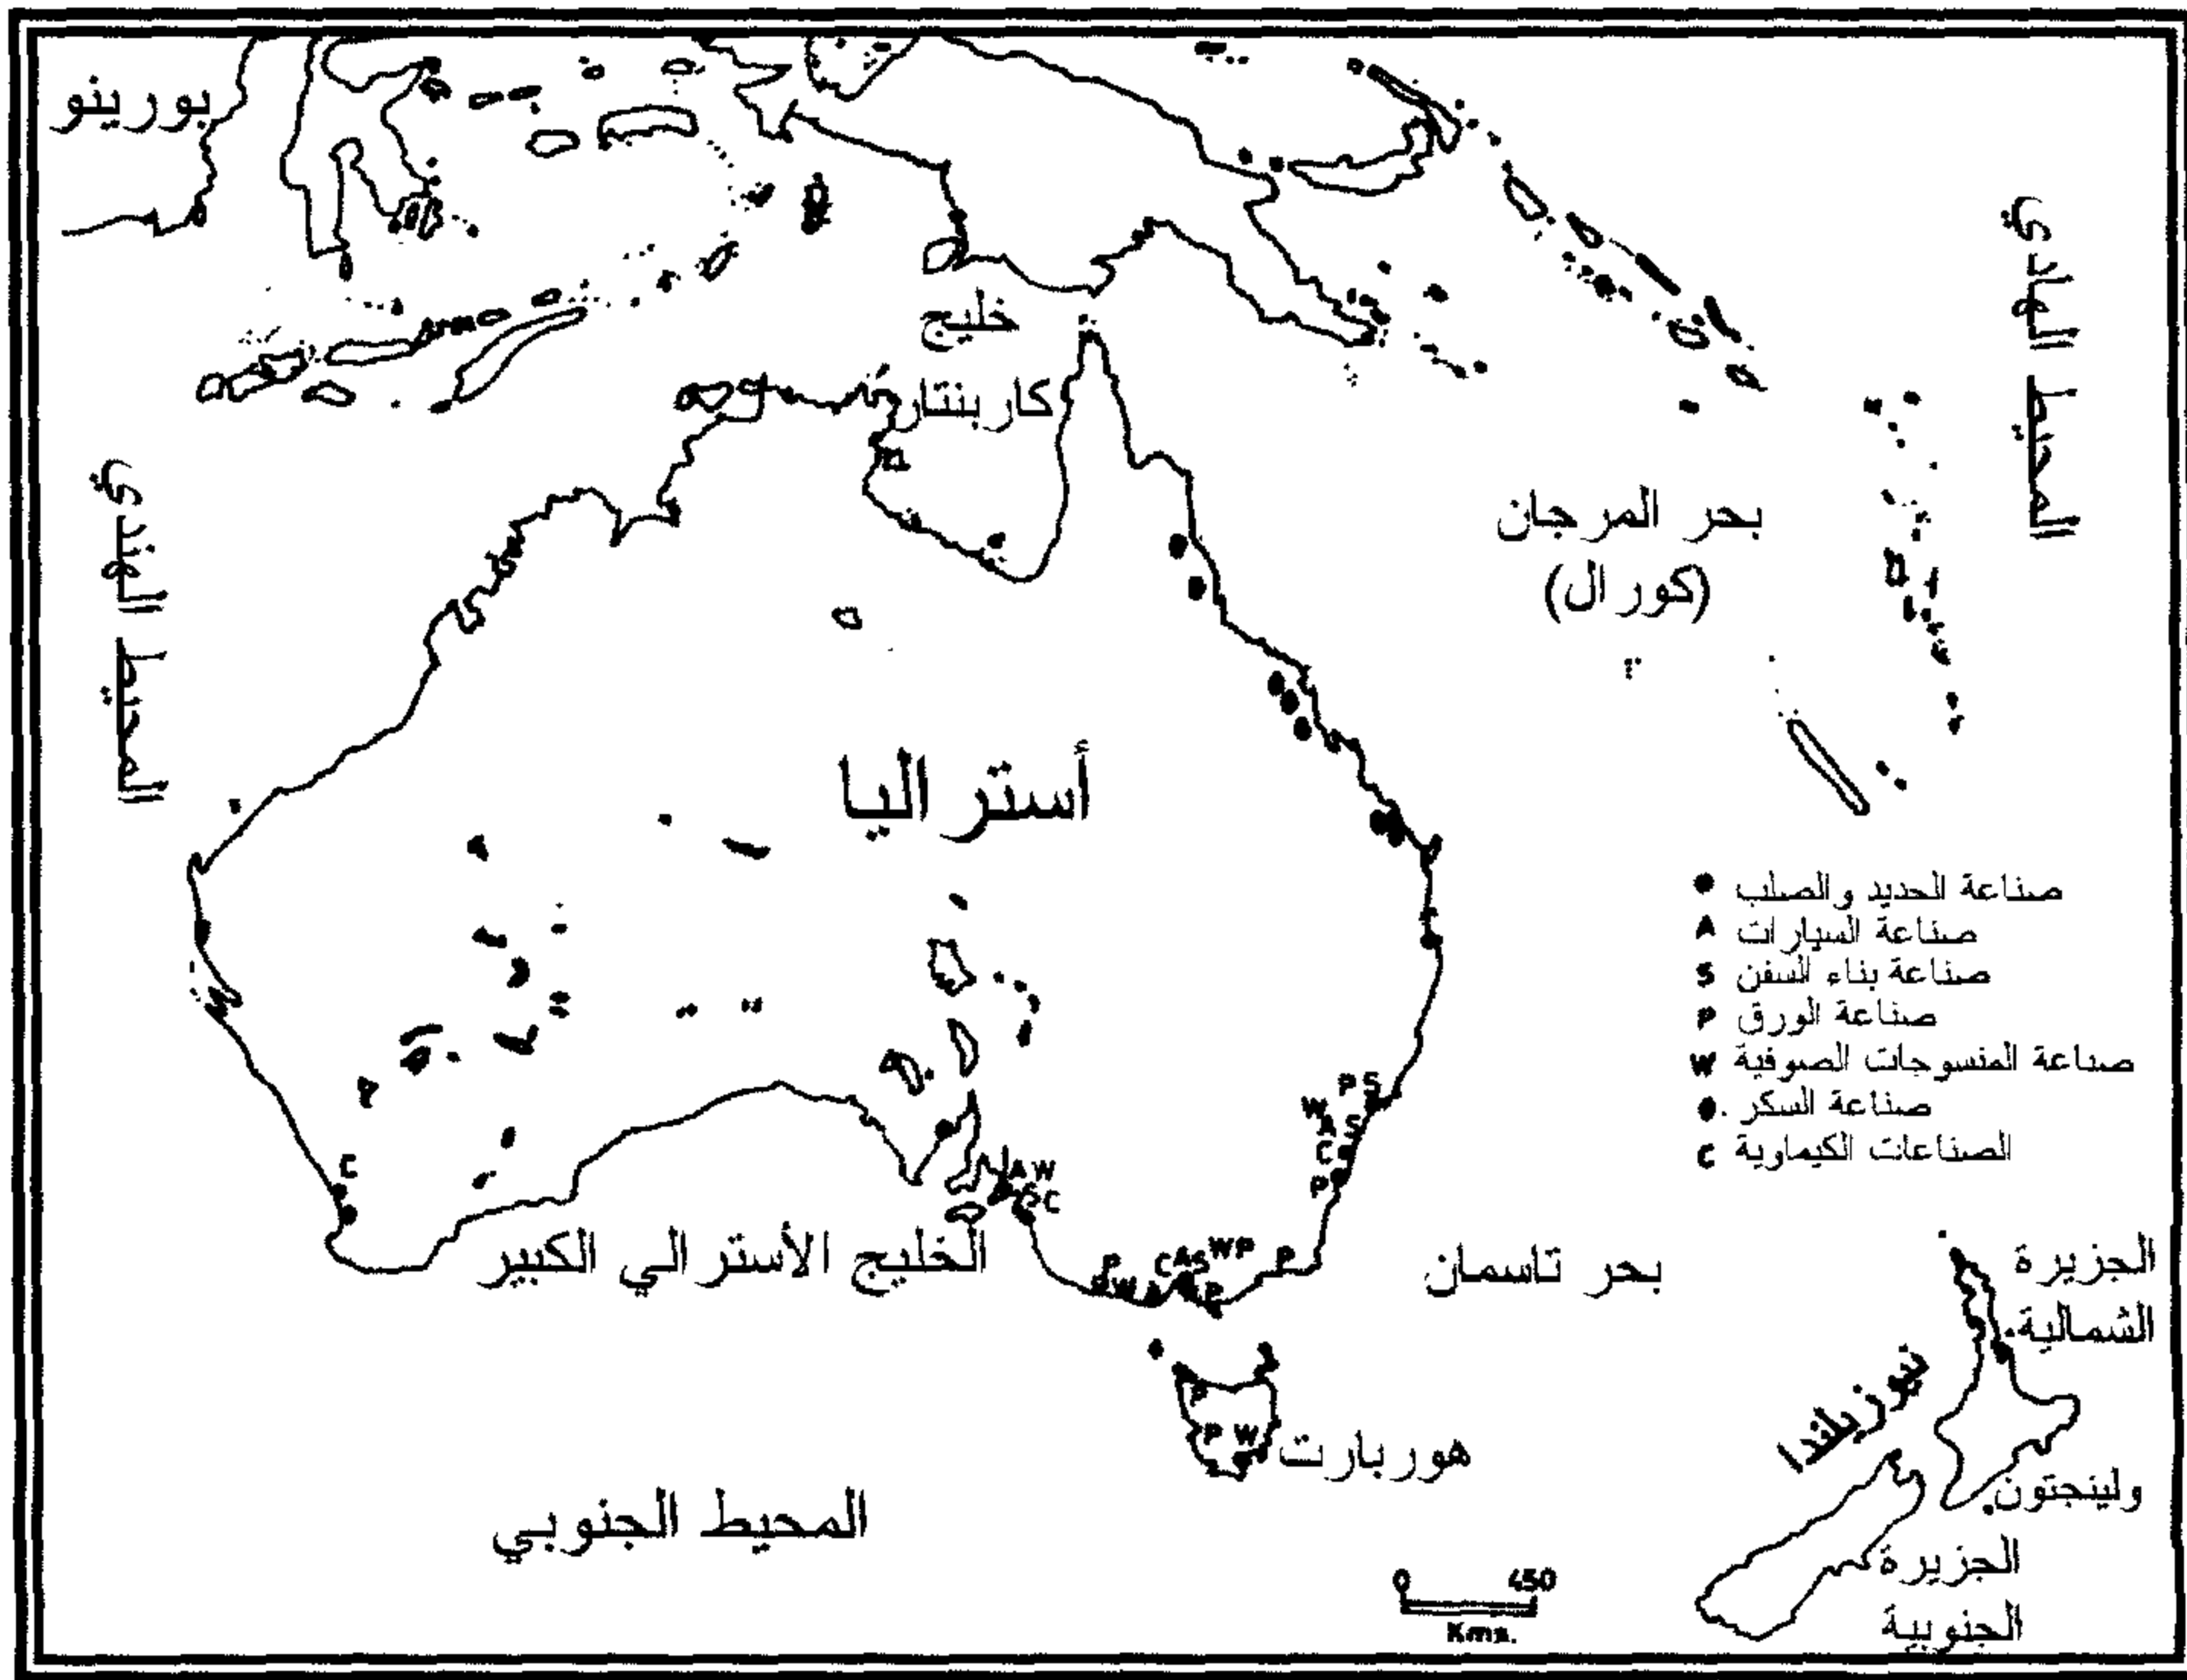 بورينو
خليج
كاربنتار
المحيط الهادي
المحيط الهندي
بحر المرجان
(كورال)
أستراليا
صناعة الحديد والصلب
A صناعة السيارات
S صناعة بناء السفن
P صناعة الورق
W صناعة المنسوجات الصوفية
صناعة السكر
C الصناعات الكيماوية
P S
W
A S
C S
P
C
A W
S C
الخليج الأسترالي الكبير
P
C A S W P P
W A P
بحر تاسمان
الجزيرة
الشمالية
نيوزيلندا
P
P W
هوربارت
ولينجتون
المحيط الجنوبي
الجزيرة
الجنوبية
0 450
Kms.